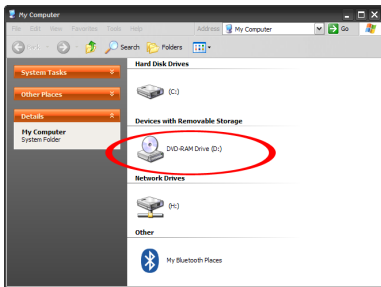 My Computer
File Edit View Favorites Tools Help Address My Computer Go
Back Search Folders
System Tasks
Other Places
Details
My Computer
System Folder
Hard Disk Drives
(C:)
Devices with Removable Storage
DVD-RAM Drive (D:)
Network Drives
(H:)
Other
My Bluetooth Places